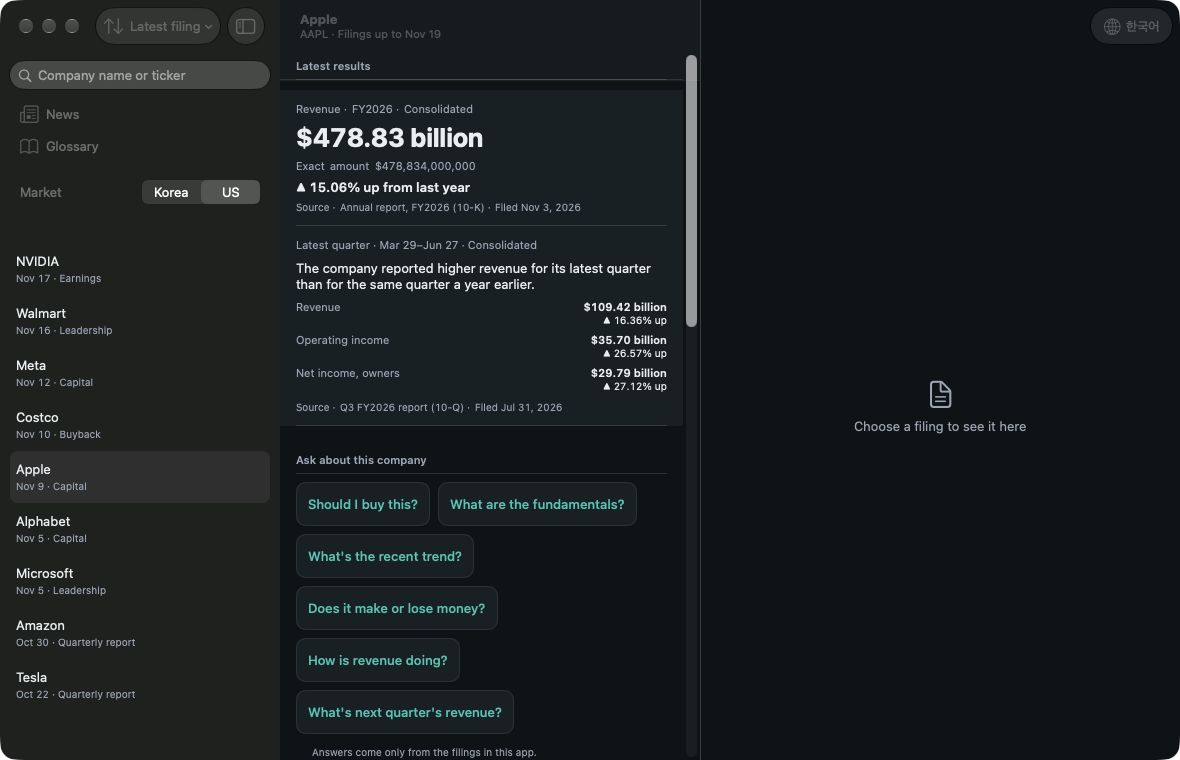 Latest filing
Company name or ticker
News
Glossary
Market
Korea
US
NVIDIA
Nov 17 · Earnings
Walmart
Nov 16 · Leadership
Meta
Nov 12 · Capital
Costco
Nov 10 · Buyback
Apple
Nov 9 · Capital
Alphabet
Nov 5 · Capital
Microsoft
Nov 5 · Leadership
Amazon
Oct 30 · Quarterly report
Tesla
Oct 22 · Quarterly report
Apple
AAPL · Filings up to Nov 19
Latest results
Revenue · FY2026 · Consolidated
$478.83 billion
Exact amount $478,834,000,000
▲ 15.06% up from last year
Source · Annual report, FY2026 (10-K) · Filed Nov 3, 2026
Latest quarter · Mar 29–Jun 27 · Consolidated
The company reported higher revenue for its latest quarter
than for the same quarter a year earlier.
Revenue $109.42 billion
▲ 16.36% up
Operating income $35.70 billion
▲ 26.57% up
Net income, owners $29.79 billion
▲ 27.12% up
Source · Q3 FY2026 report (10-Q) · Filed Jul 31, 2026
Ask about this company
Should I buy this?
What are the fundamentals?
What's the recent trend?
Does it make or lose money?
How is revenue doing?
What's next quarter's revenue?
Answers come only from the filings in this app.
한국어
Choose a filing to see it here